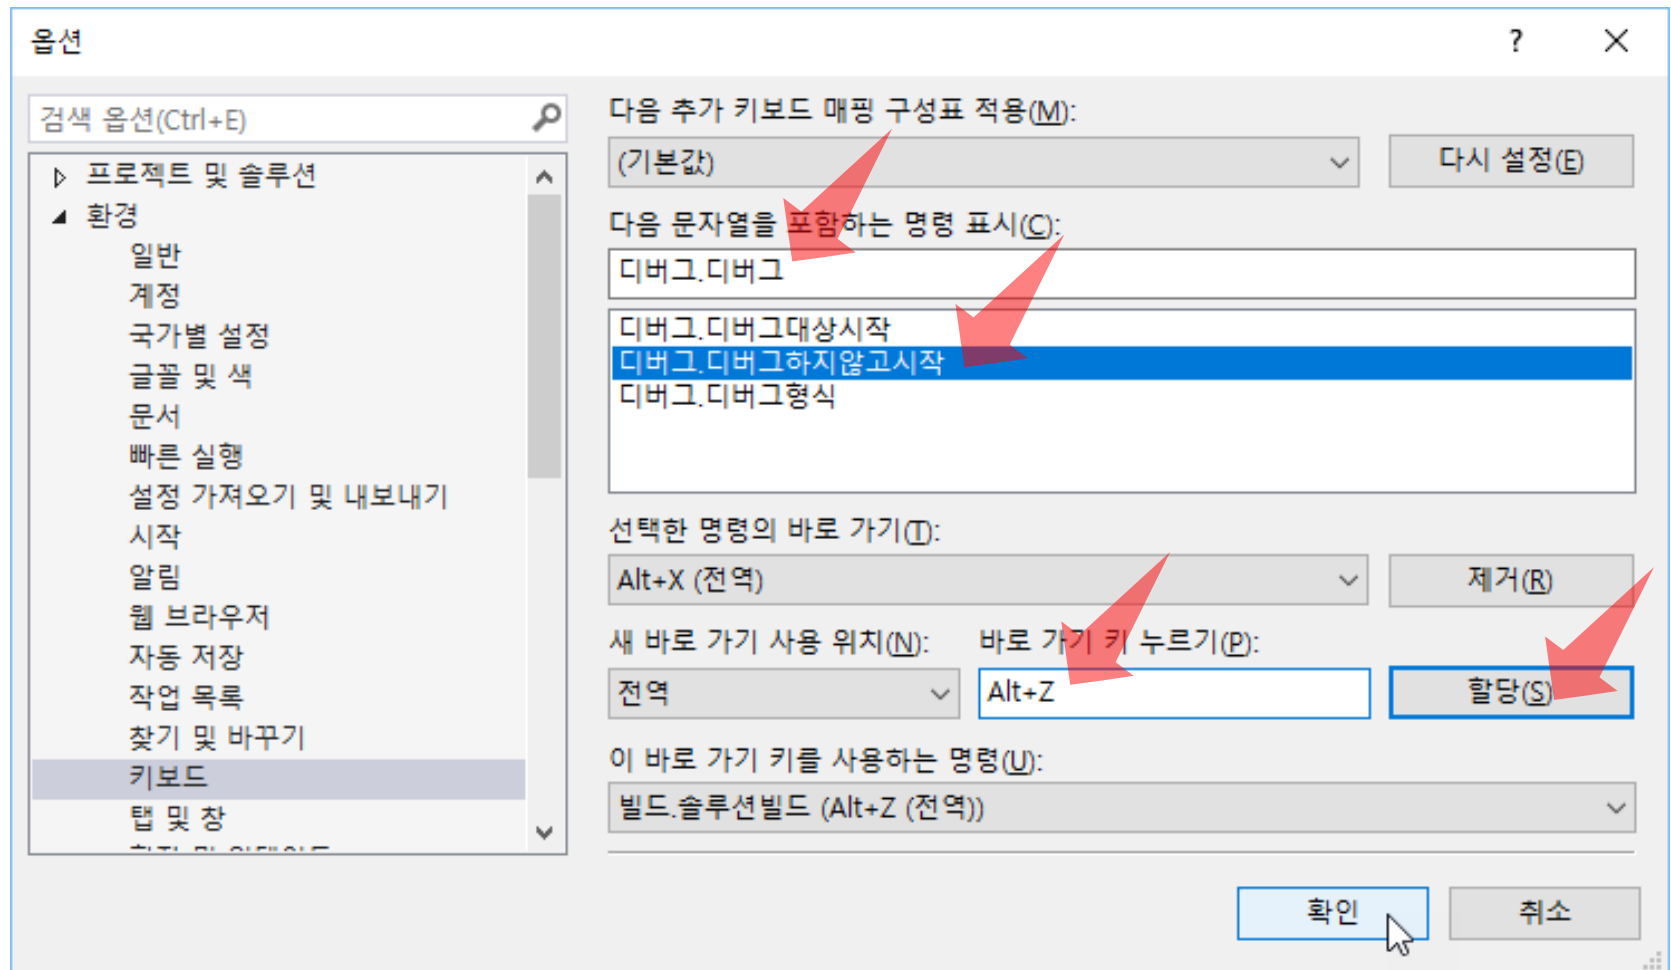 옵션
?
검색 옵션(Ctrl+E)
프로젝트 및 솔루션
환경
일반
계정
국가별 설정
글꼴 및 색
문서
빠른 실행
설정 가져오기 및 내보내기
시작
알림
웹 브라우저
자동 저장
작업 목록
찾기 및 바꾸기
키보드
탭 및 창
다음 추가 키보드 매핑 구성표 적용(M):
(기본값)
다시 설정(E)
다음 문자열을 포함하는 명령 표시(C):
디버그.디버그
디버그.디버그대상시작
디버그.디버그하지않고시작
디버그.디버그형식
선택한 명령의 바로 가기(T):
Alt+X (전역)
제거(R)
새 바로 가기 사용 위치(N):
바로 가기 키 누르기(P):
전역
Alt+Z
할당(S)
이 바로 가기 키를 사용하는 명령(U):
빌드.솔루션빌드 (Alt+Z (전역))
확인
취소